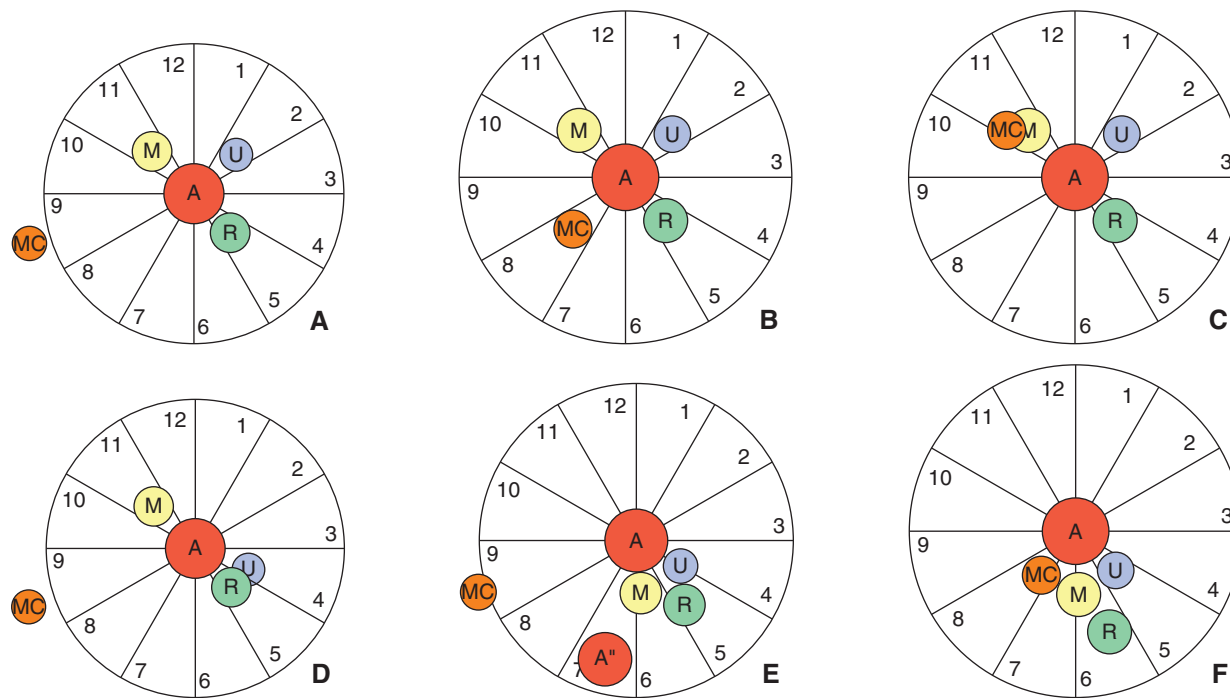 12 1
11 2
10 M U
A 3
9
MC R 4
8 5
7 6 A
12 1
11 2
10 M U
A 3
9
MC R
8 4
7 5
6 B
12 1
11 2
10 MC M U
A 3
9
R
8 4
7 5
6 C
12 1
11 2
10 M
A 3
9 U
MC R 4
8 5
7 6 D
12 1
11 2
10
A 3
9 U
MC M R 4
8 5
7 A" 6 E
12 1
11 2
10
A 3
9 U
MC M
8 R 4
7 5
6 F